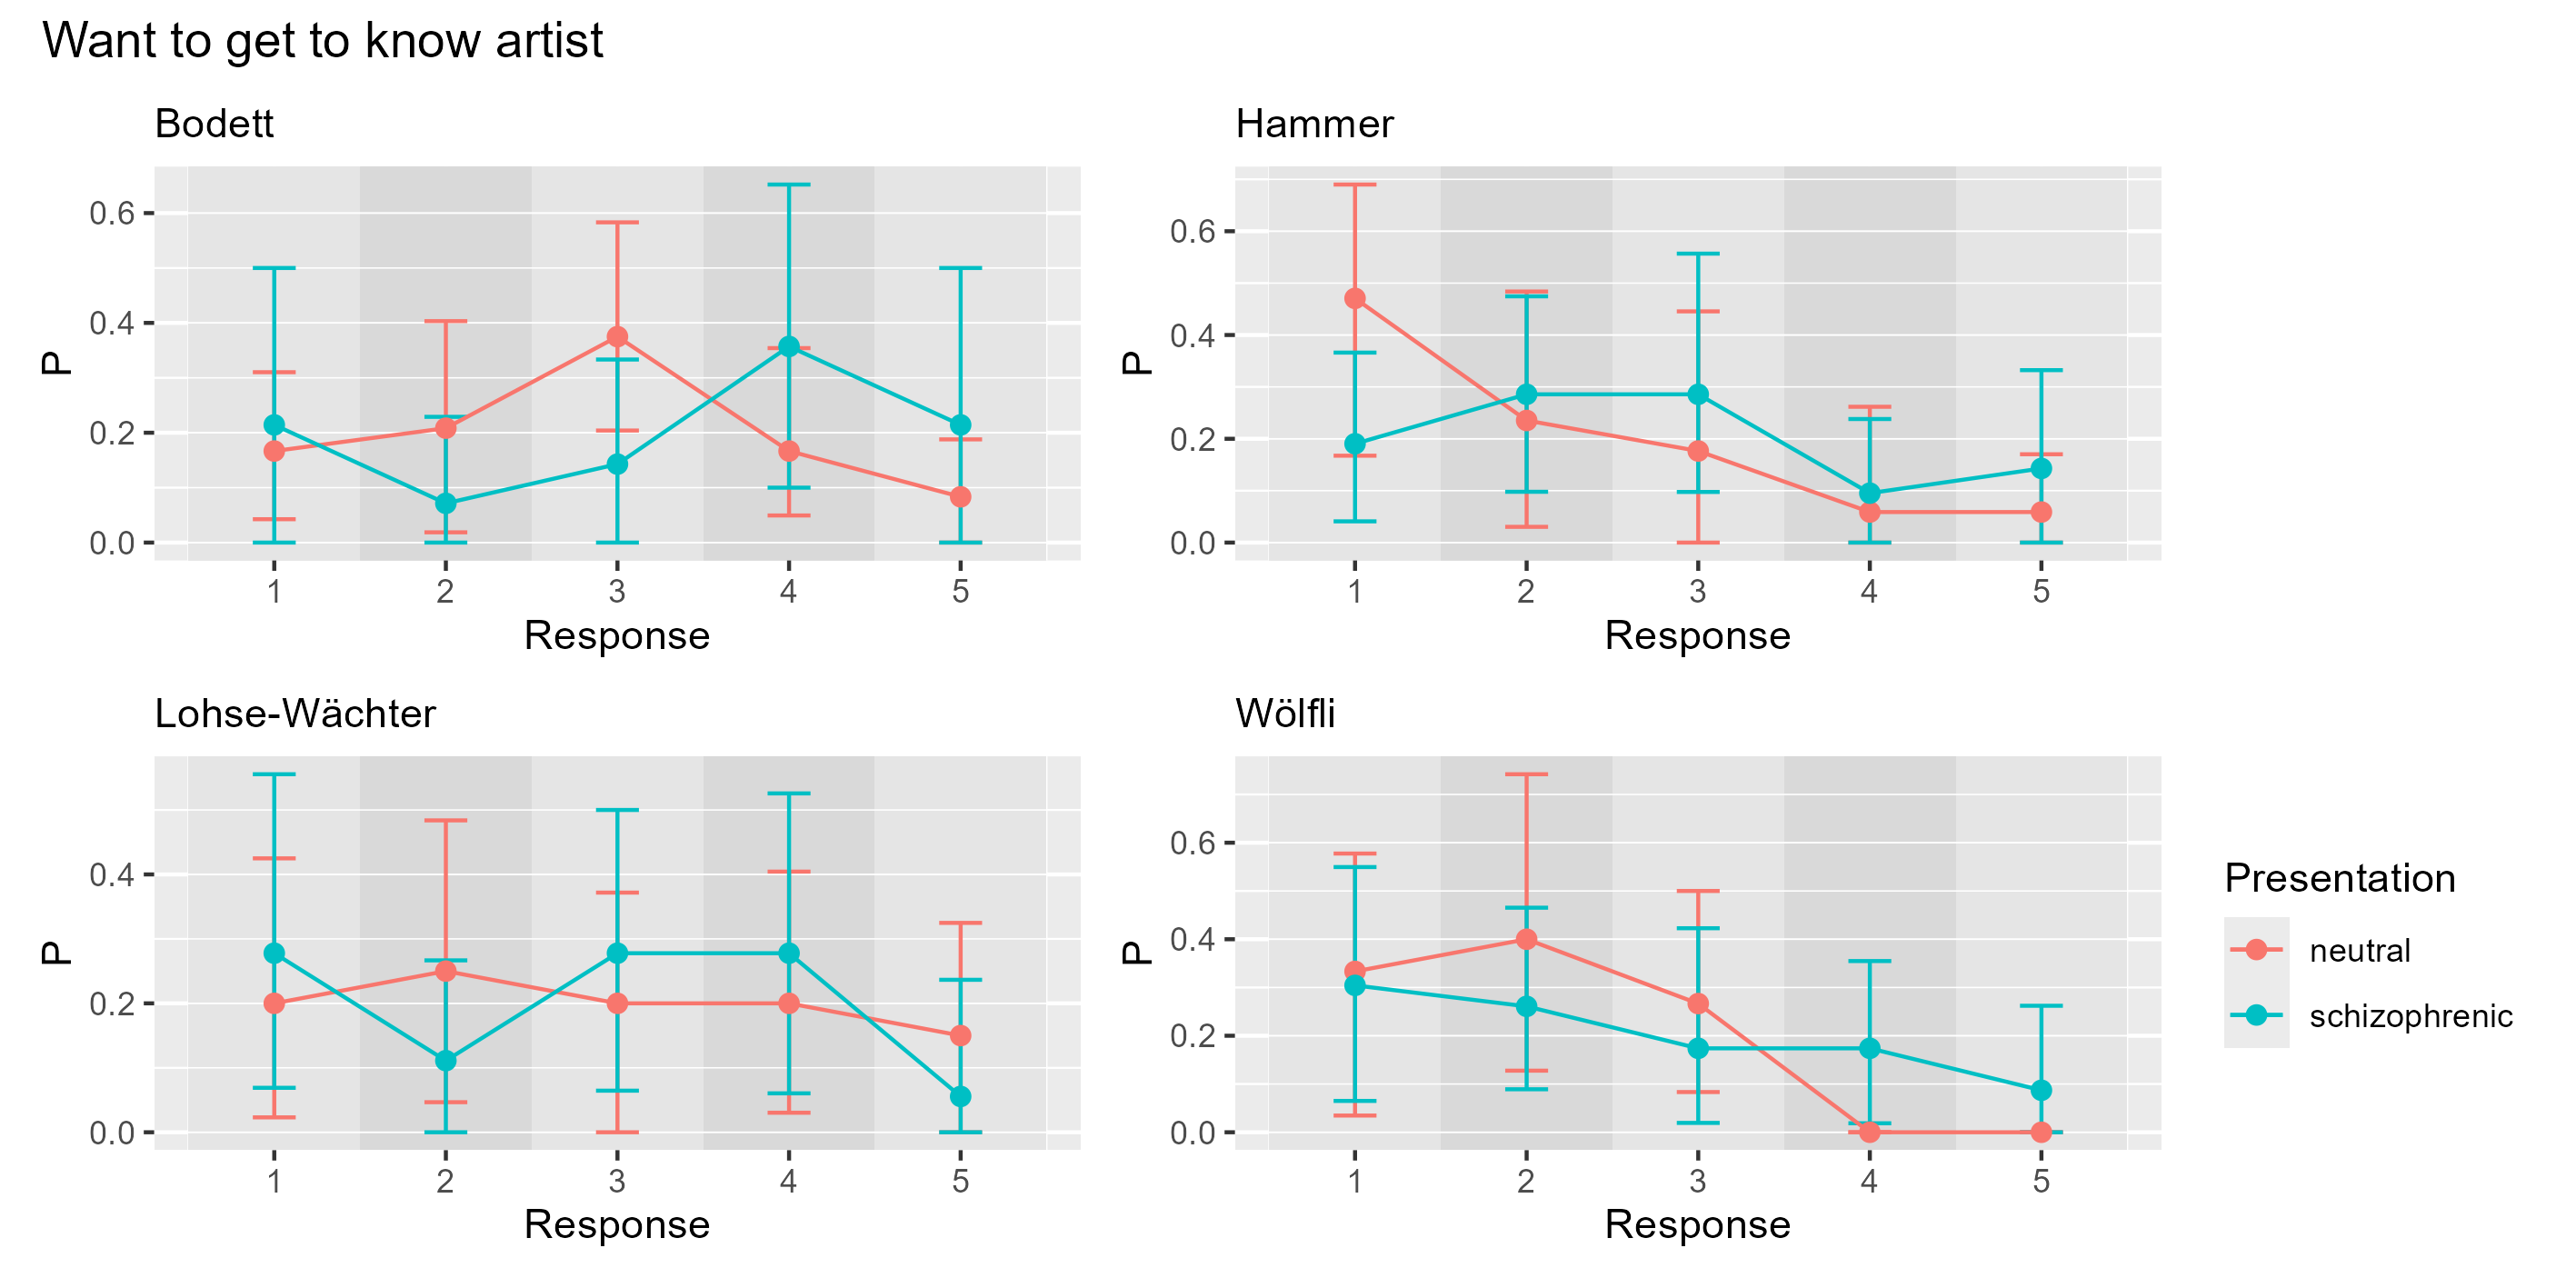 Want to get to know artist
Bodett
P
0.6
0.4
0.2
0.0
1 2 3 4 5
Response
Hammer
P
0.6
0.4
0.2
0.0
1 2 3 4 5
Response
Lohse-Wächter
P
0.4
0.2
0.0
1 2 3 4 5
Response
Wölfli
P
0.6
0.4
0.2
0.0
1 2 3 4 5
Response
Presentation
neutral
schizophrenic